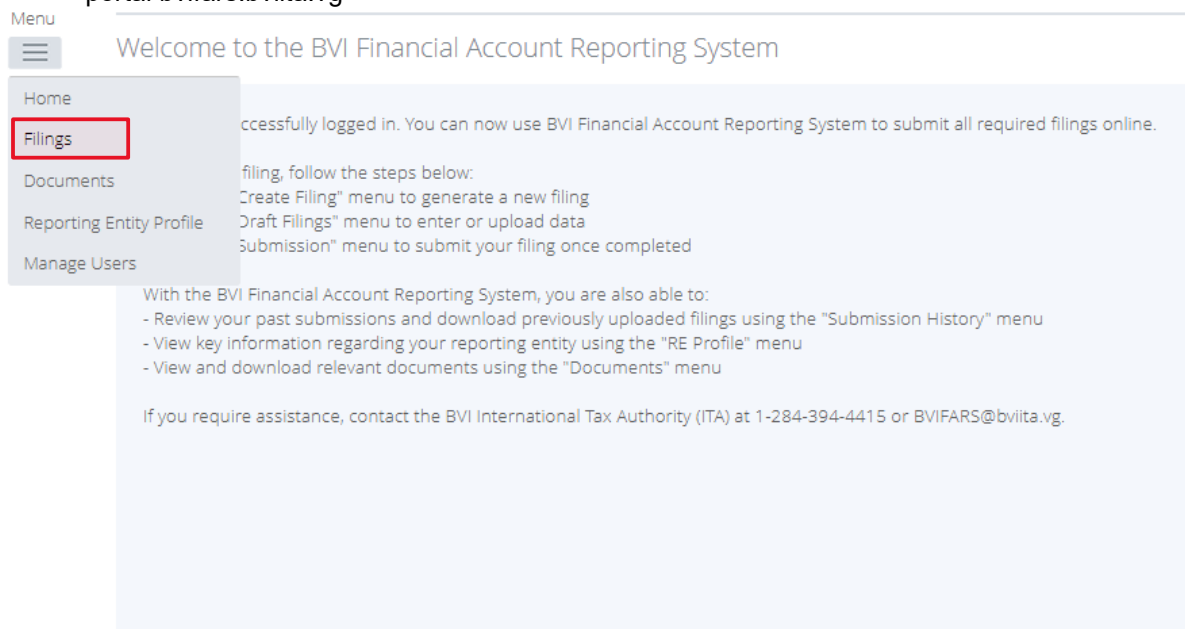 Menu
Welcome to the BVI Financial Account Reporting System
Home
Filings
Documents
Reporting Entity Profile
Manage Users
ccessfully logged in. You can now use BVI Financial Account Reporting System to submit all required filings online.
filing, follow the steps below:
Create Filing" menu to generate a new filing
Draft Filings" menu to enter or upload data
Submission" menu to submit your filing once completed
With the BVI Financial Account Reporting System, you are also able to:
- Review your past submissions and download previously uploaded filings using the "Submission History" menu
- View key information regarding your reporting entity using the "RE Profile" menu
- View and download relevant documents using the "Documents" menu
If you require assistance, contact the BVI International Tax Authority (ITA) at 1-284-394-4415 or BVIFARS@bviita.vg.